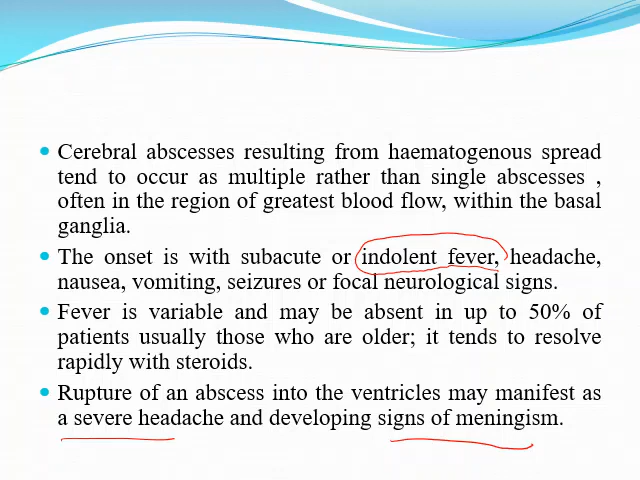 Cerebral abscesses resulting from haematogenous spread
tend to occur as multiple rather than single abscesses ,
often in the region of greatest blood flow, within the basal
ganglia.
The onset is with subacute or indolent fever, headache,
nausea, vomiting, seizures or focal neurological signs.
Fever is variable and may be absent in up to 50% of
patients usually those who are older; it tends to resolve
rapidly with steroids.
Rupture of an abscess into the ventricles may manifest as
a severe headache and developing signs of meningism.